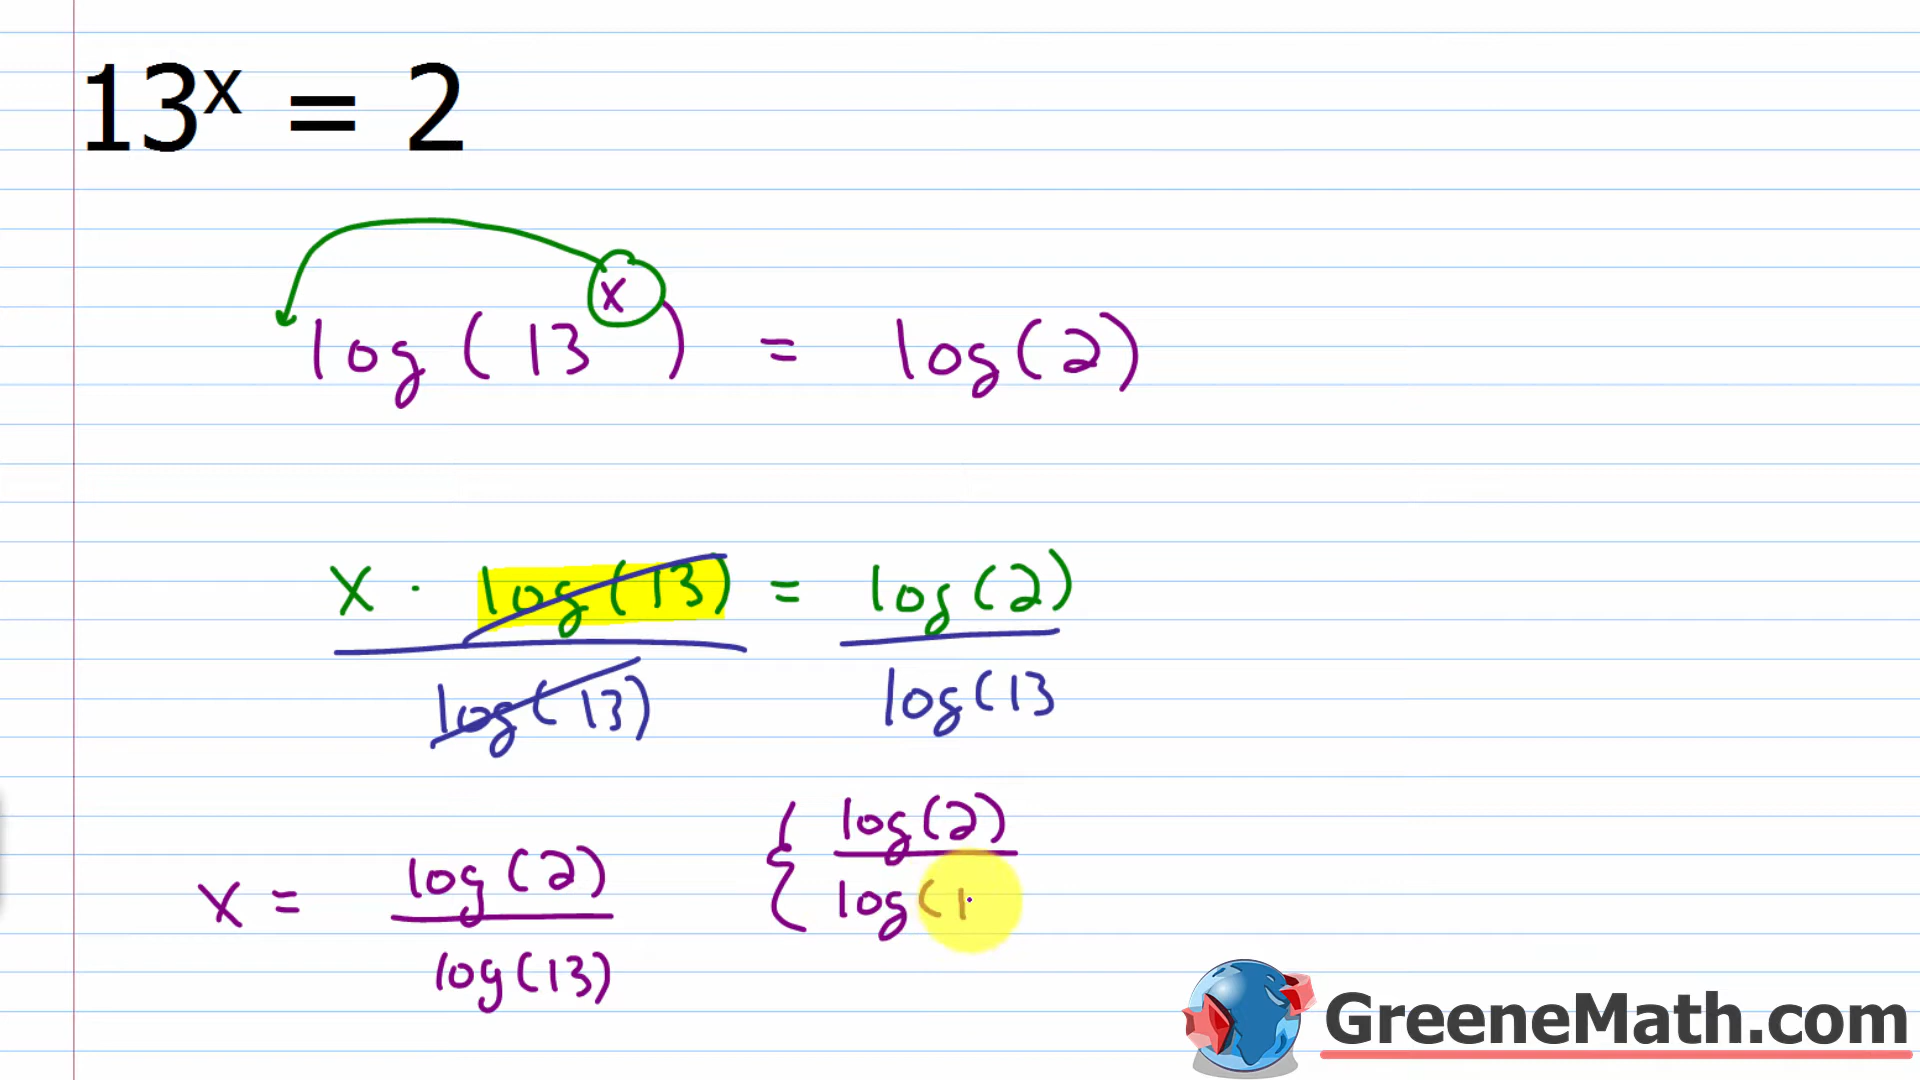 13ˣ = 2
log(13ˣ) = log(2)
x · log(13) = log(2)
log(13) log(13
x = log(2) { log(2)
log(13) log(1
GreeneMath.com